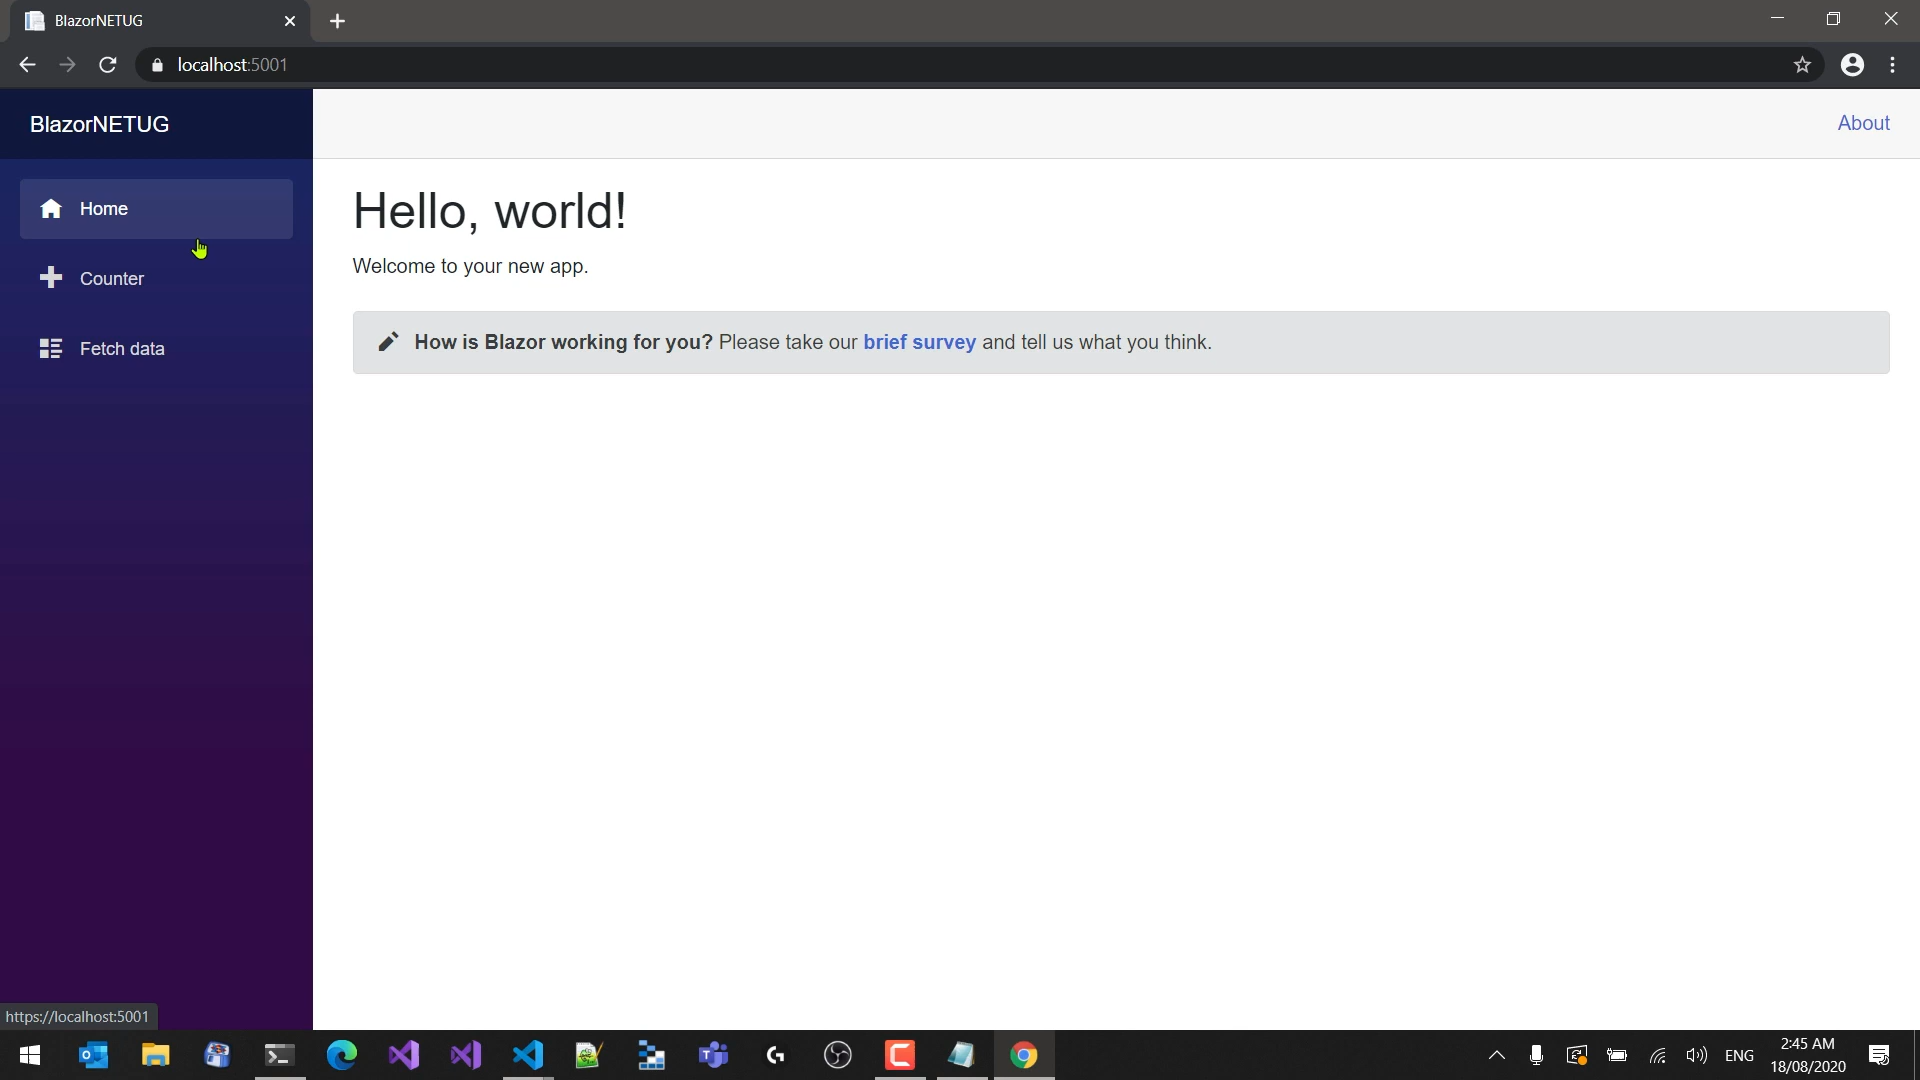 BlazorNETUG
localhost:5001
BlazorNETUG
About
Home
Counter
Fetch data
Hello, world!
Welcome to your new app.
How is Blazor working for you? Please take our brief survey and tell us what you think.
https://localhost:5001
ENG
2:45 AM
18/08/2020